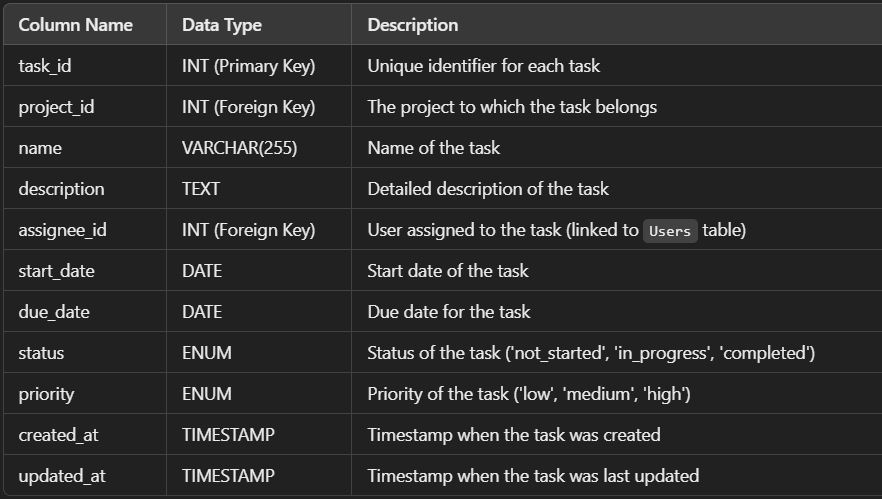 Column Name Data Type Description
task_id INT (Primary Key) Unique identifier for each task
project_id INT (Foreign Key) The project to which the task belongs
name VARCHAR(255) Name of the task
description TEXT Detailed description of the task
assignee_id INT (Foreign Key) User assigned to the task (linked to Users table)
start_date DATE Start date of the task
due_date DATE Due date for the task
status ENUM Status of the task ('not_started', 'in_progress', 'completed')
priority ENUM Priority of the task ('low', 'medium', 'high')
created_at TIMESTAMP Timestamp when the task was created
updated_at TIMESTAMP Timestamp when the task was last updated